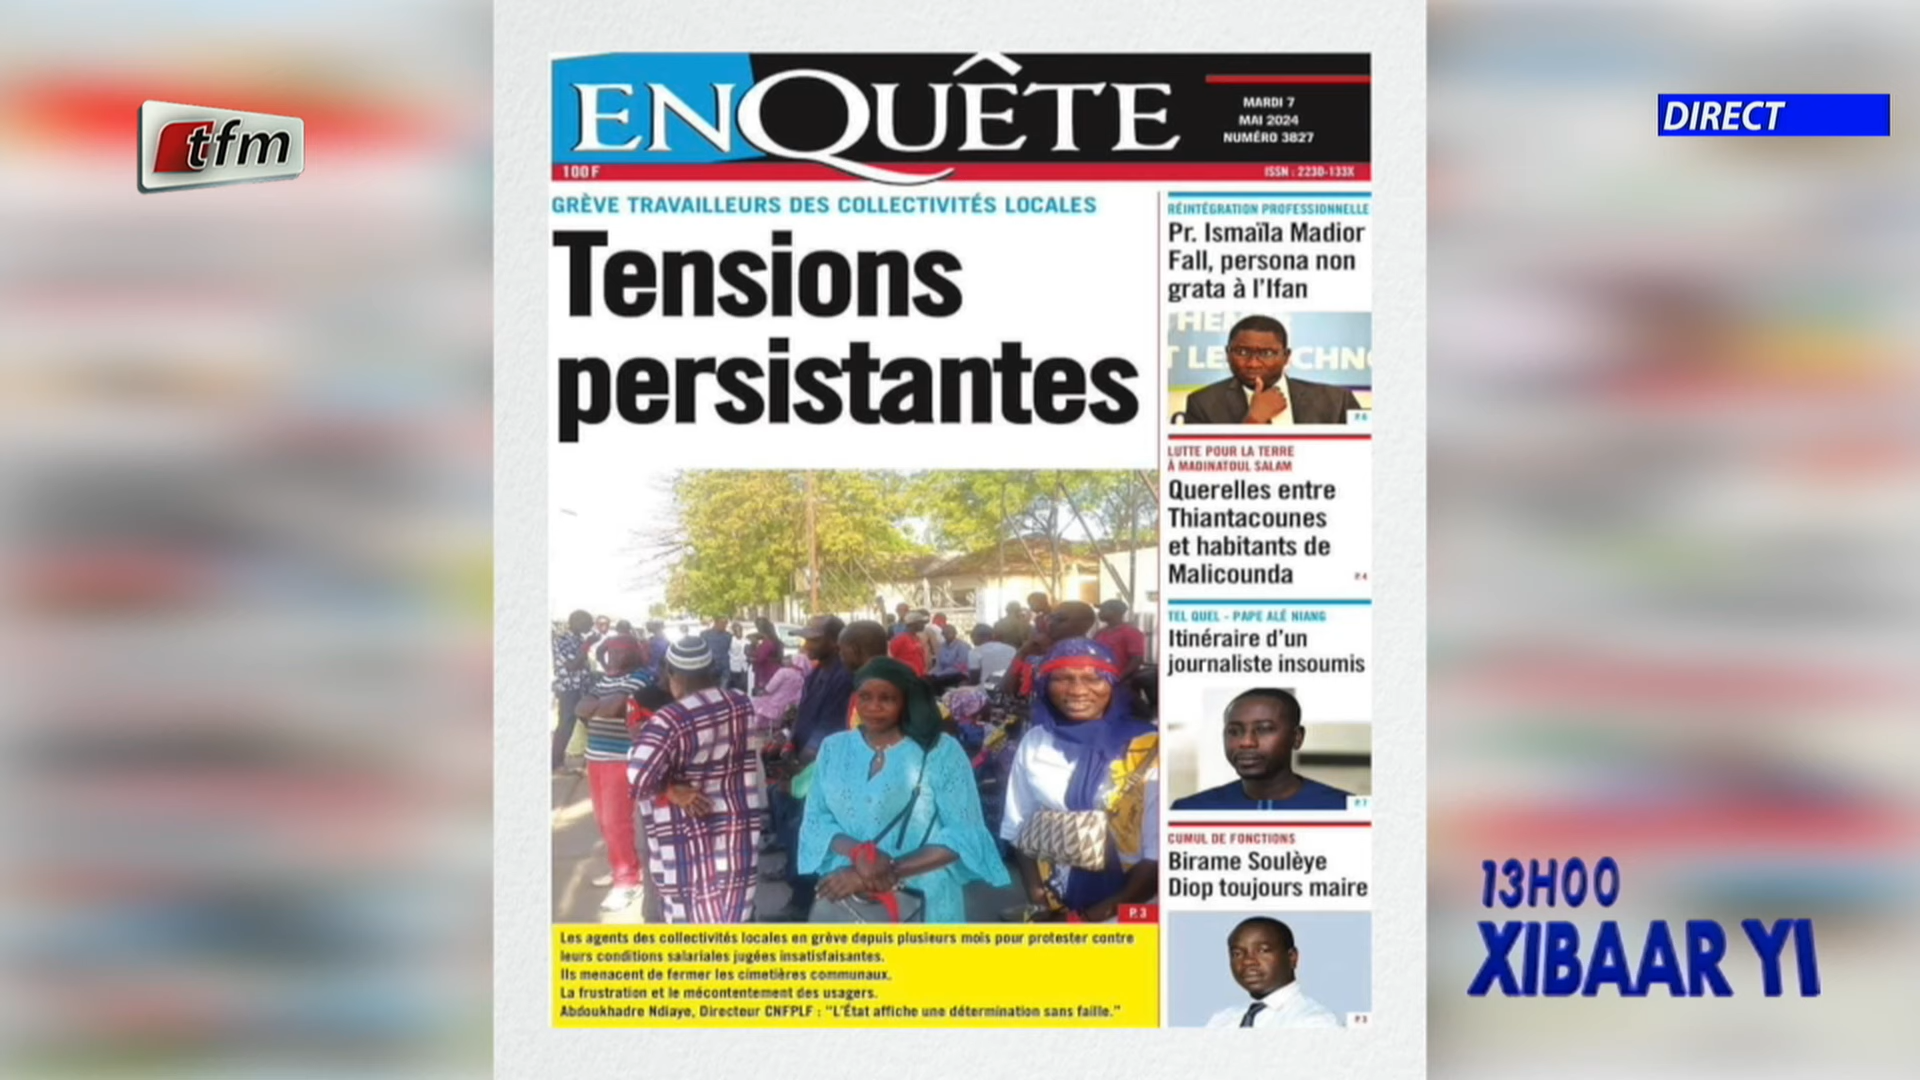 tfm
DIRECT
ENQUÊTE
MARDI 7
MAI 2024
NUMÉRO 3827
100 F
ISSN : 2230-133X
GRÈVE TRAVAILLEURS DES COLLECTIVITÉS LOCALES
Tensions
persistantes
P. 3
Les agents des collectivités locales en grève depuis plusieurs mois pour protester contre
leurs conditions salariales jugées insatisfaisantes.
Ils menacent de fermer les cimetières communaux.
La frustration et le mécontentement des usagers.
Abdoukhadre Ndiaye, Directeur CNFPLF : "L'État affiche une détermination sans faille."
RÉINTÉGRATION PROFESSIONNELLE
Pr. Ismaïla Madior
Fall, persona non
grata à l'Ifan
P. 6
LUTTE POUR LA TERRE
À MADINATOUL SALAM
Querelles entre
Thiantacounes
et habitants de
Malicounda
P. 4
TEL QUEL - PAPE ALÉ NIANG
Itinéraire d'un
journaliste insoumis
P. 7
CUMUL DE FONCTIONS
Birame Soulèye
Diop toujours maire
P. 3
13H00
XIBAAR YI